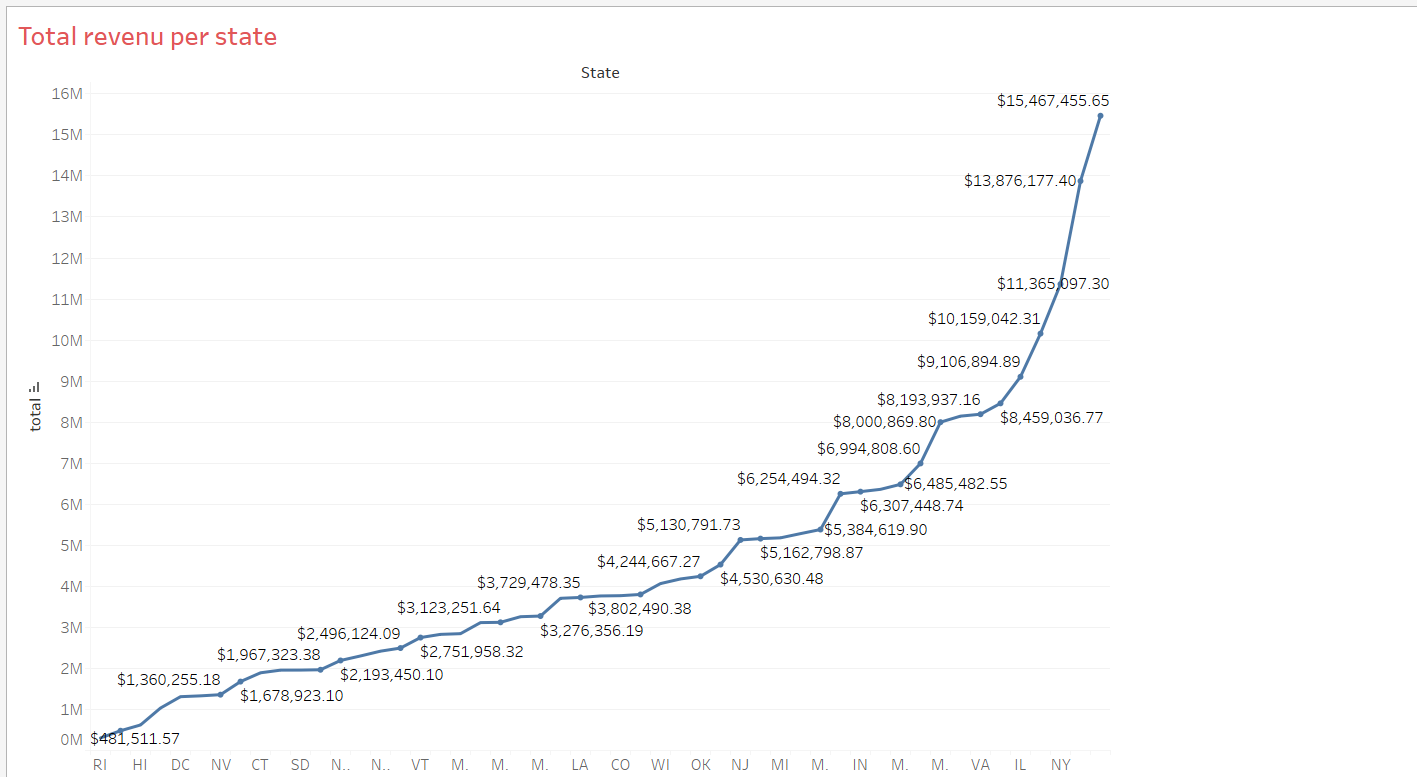 Total revenu per state
State
16M
$15,467,455.65
15M
14M
$13,876,177.40
13M
12M
$11,365,097.30
11M
$10,159,042.31
10M
$9,106,894.89
9M
total
$8,193,937.16
8M
$8,000,869.80
$8,459,036.77
$6,994,808.60
7M
$6,254,494.32
$6,485,482.55
6M
$6,307,448.74
$5,130,791.73
$5,384,619.90
5M
$5,162,798.87
$4,244,667.27
4M
$3,729,478.35
$4,530,630.48
$3,123,251.64
$3,802,490.38
3M
$2,496,124.09
$3,276,356.19
$1,967,323.38
$2,751,958.32
2M
$1,360,255.18
$2,193,450.10
$1,678,923.10
1M
0M
$481,511.57
RI HI DC NV CT SD N.. N.. VT M. M. M. LA CO WI OK NJ MI M. IN M. M. VA IL NY